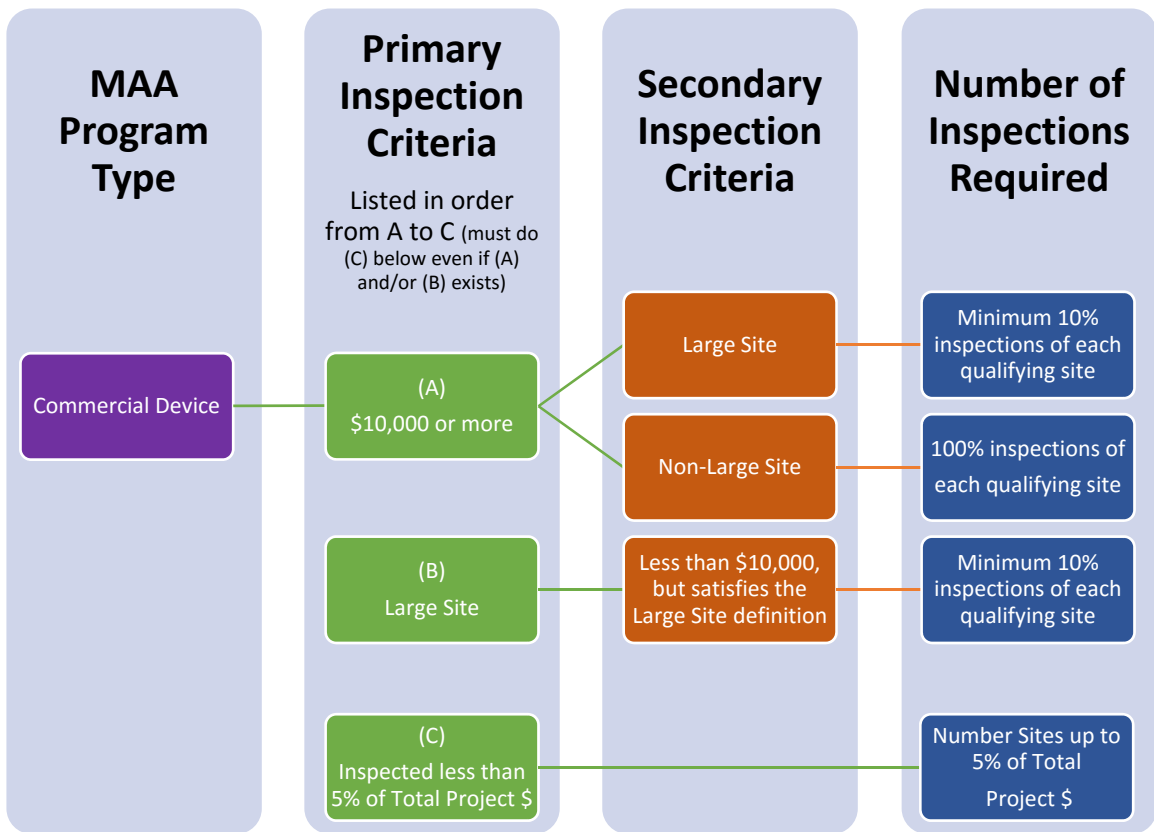 MAA
Program
Type
Primary
Inspection
Criteria
Listed in order
from A to C (must do
(C) below even if (A)
and/or (B) exists)
Secondary
Inspection
Criteria
Number of
Inspections
Required
Commercial Device
(A)
$10,000 or more
Large Site
Minimum 10%
inspections of each
qualifying site
Non-Large Site
100% inspections of
each qualifying site
(B)
Large Site
Less than $10,000,
but satisfies the
Large Site definition
Minimum 10%
inspections of each
qualifying site
(C)
Inspected less than
5% of Total Project $
Number Sites up to
5% of Total
Project $